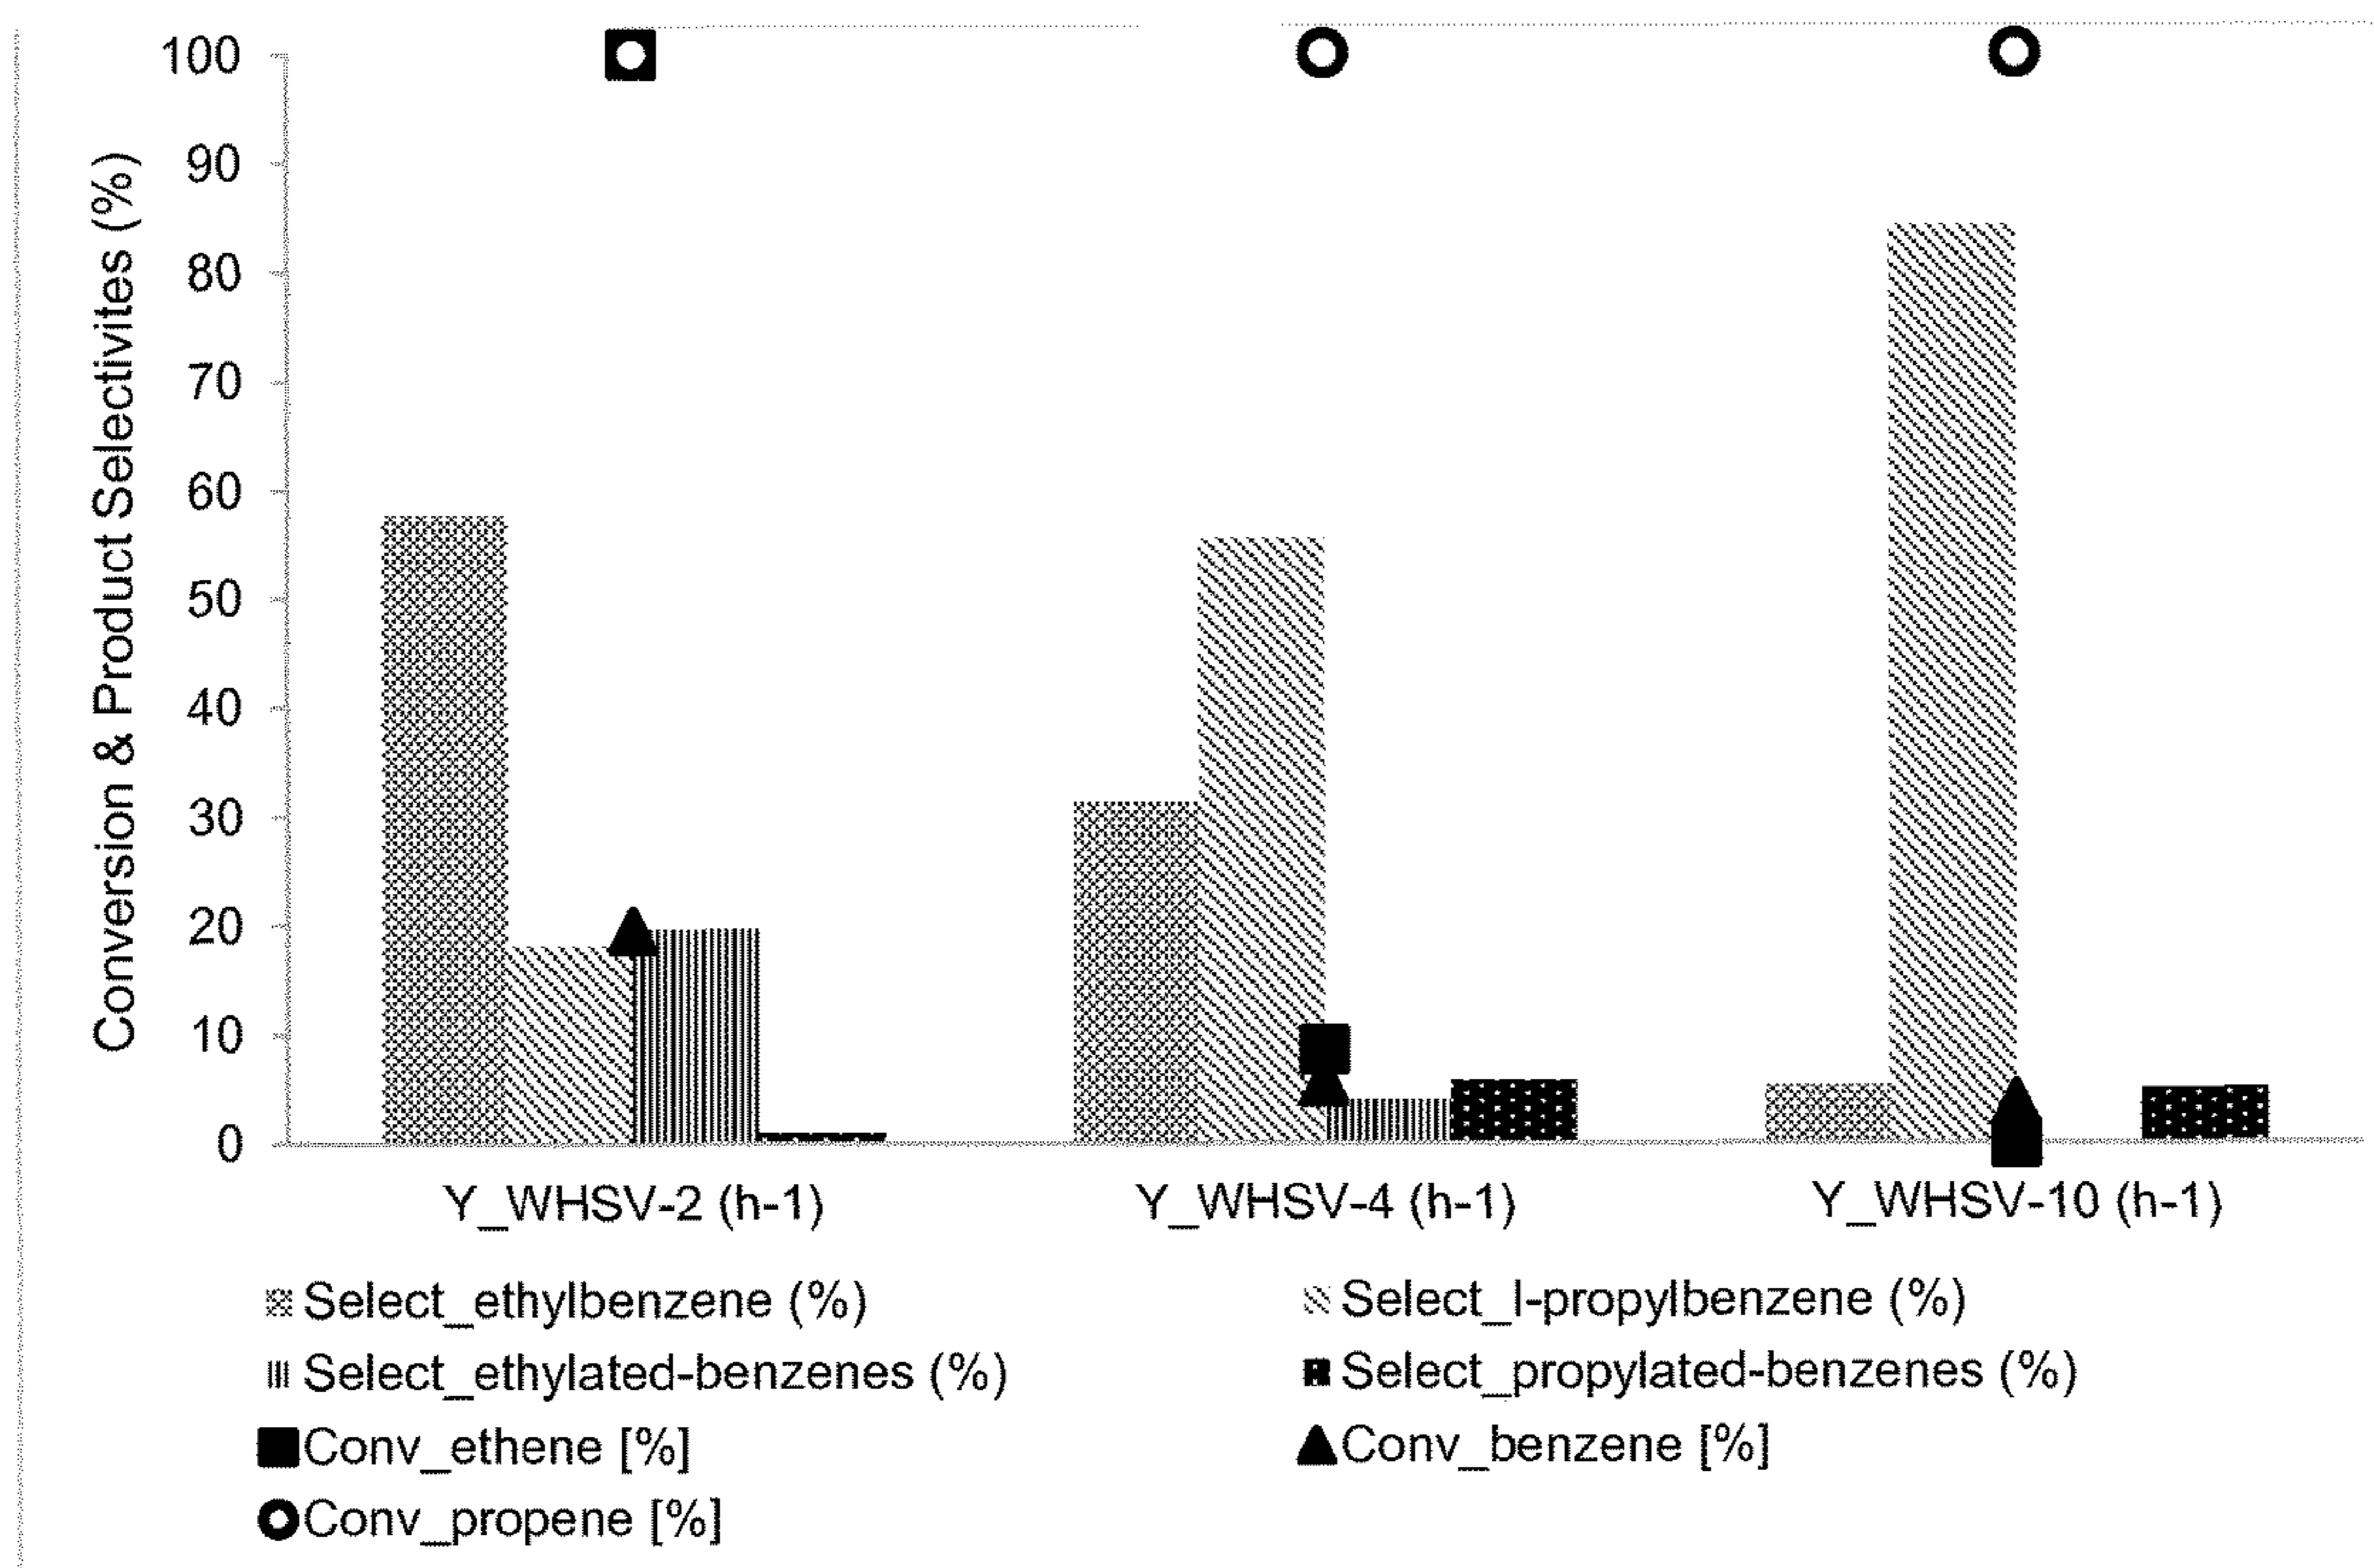 Conversion & Product Selectivites (%)
100
90
80
70
60
50
40
30
20
10
0
Y_WHSV-2 (h-1) Y_WHSV-4 (h-1) Y_WHSV-10 (h-1)
Select_ethylbenzene (%) Select_I-propylbenzene (%)
Select_ethylated-benzenes (%) Select_propylated-benzenes (%)
Conv_ethene [%] Conv_benzene [%]
Conv_propene [%]